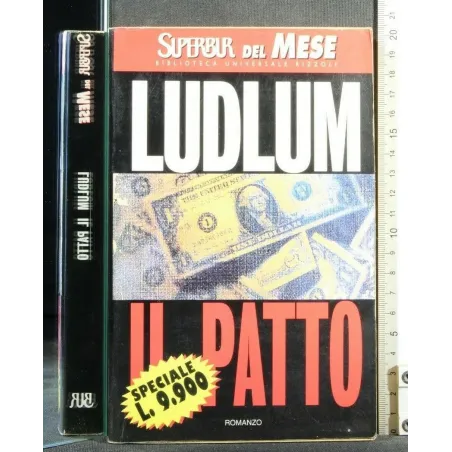 SUPERBUR DEL MESE
BIBLIOTECA UNIVERSALE RIZZOLI
LUDLUM
IL PATTO
SPECIALE
L. 9.900
ROMANZO
SUPERBUR DEL MESE
LUDLUM IL PATTO
BUR